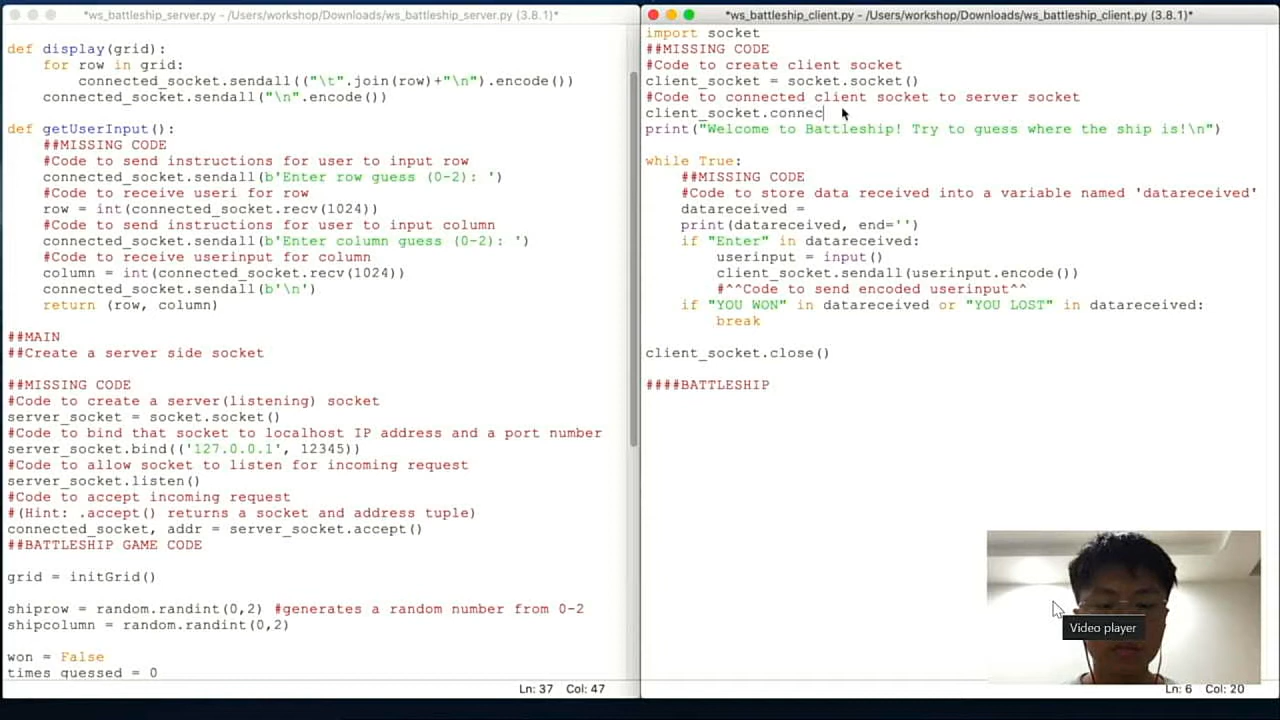 *ws_battleship_server.py - /Users/workshop/Downloads/ws_battleship_server.py (3.8.1)*
def display(grid):
    for row in grid:
        connected_socket.sendall(("\t".join(row)+"\n").encode())
    connected_socket.sendall("\n".encode())
def getUserInput():
    ##MISSING CODE
    #Code to send instructions for user to input row
    connected_socket.sendall(b'Enter row guess (0-2): ')
    #Code to receive useri for row
    row = int(connected_socket.recv(1024))
    #Code to send instructions for user to input column
    connected_socket.sendall(b'Enter column guess (0-2): ')
    #Code to receive userinput for column
    column = int(connected_socket.recv(1024))
    connected_socket.sendall(b'\n')
    return (row, column)
##MAIN
##Create a server side socket
##MISSING CODE
#Code to create a server(listening) socket
server_socket = socket.socket()
#Code to bind that socket to localhost IP address and a port number
server_socket.bind(('127.0.0.1', 12345))
#Code to allow socket to listen for incoming request
server_socket.listen()
#Code to accept incoming request
#(Hint: .accept() returns a socket and address tuple)
connected_socket, addr = server_socket.accept()
##BATTLESHIP GAME CODE
grid = initGrid()
shiprow = random.randint(0,2) #generates a random number from 0-2
shipcolumn = random.randint(0,2)
won = False
times_guessed = 0
Ln: 37 Col: 47
*ws_battleship_client.py - /Users/workshop/Downloads/ws_battleship_client.py (3.8.1)*
import socket
##MISSING CODE
#Code to create client socket
client_socket = socket.socket()
#Code to connected client socket to server socket
client_socket.connec
print("Welcome to Battleship! Try to guess where the ship is!\n")
while True:
    ##MISSING CODE
    #Code to store data received into a variable named 'datareceived'
    datareceived =
    print(datareceived, end='')
    if "Enter" in datareceived:
        userinput = input()
        client_socket.sendall(userinput.encode())
        #^^Code to send encoded userinput^^
    if "YOU WON" in datareceived or "YOU LOST" in datareceived:
        break
client_socket.close()
####BATTLESHIP
Video player
Ln: 6 Col: 20